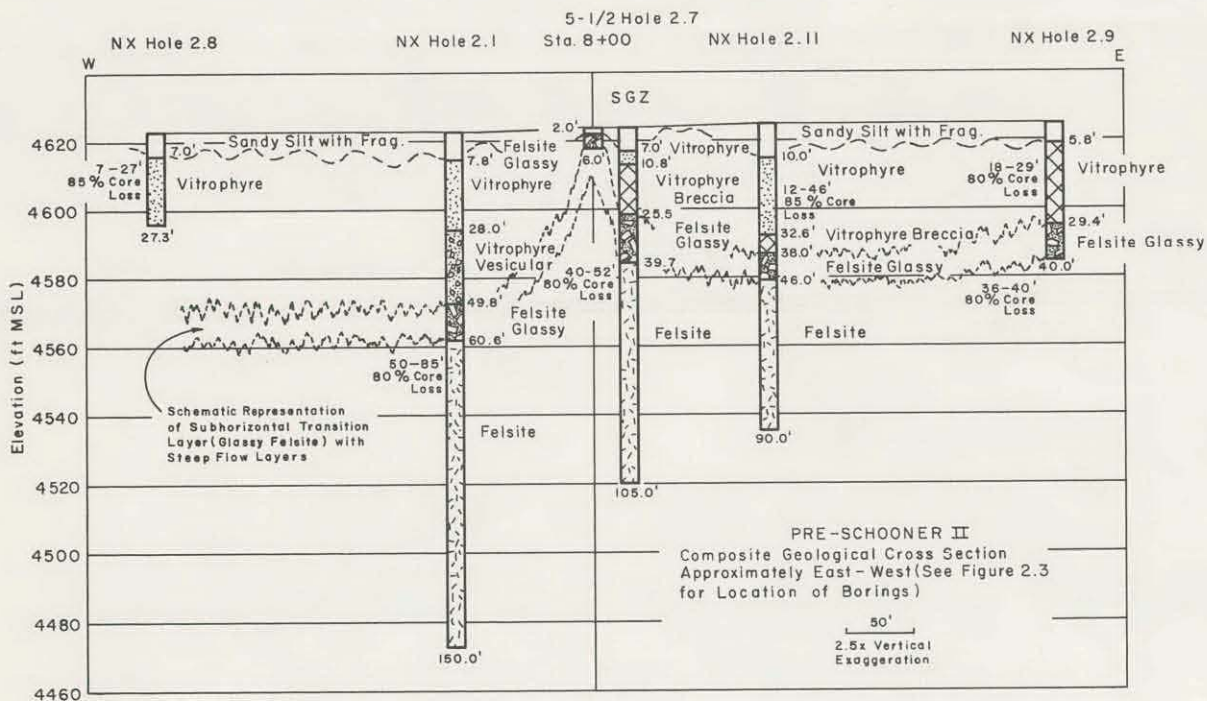 5-1/2 Hole 2.7
NX Hole 2.8
NX Hole 2.1
Sta. 8+00
NX Hole 2.11
NX Hole 2.9
W
E
SGZ
Elevation (ft MSL)
4620
4600
4580
4560
4540
4520
4500
4480
4460
7.0'
Sandy Silt with Frag.
7-27'
85% Core
Loss
Vitrophyre
27.3'
7.8'
Vitrophyre
28.0'
Vitrophyre
Vesicular
49.8'
60.6'
50-85'
80% Core
Loss
Felsite
150.0'
Schematic Representation
of Subhorizontal Transition
Layer (Glassy Felsite) with
Steep Flow Layers
2.0'
Felsite
Glassy
6.0'
40-52'
80% Core
Loss
Felsite
Glassy
7.0'
10.8'
Vitrophyre
Vitrophyre
Breccia
25.5
Felsite
Glassy
39.7
Felsite
105.0'
10.0'
Sandy Silt with Frag.
Vitrophyre
12-46'
85% Core
Loss
32.6'
Vitrophyre Breccia
38.0'
Felsite Glassy
46.0'
Felsite
90.0'
5.8'
18-29'
80% Core
Loss
Vitrophyre
29.4'
Felsite Glassy
40.0'
36-40'
80% Core
Loss
PRE-SCHOONER II
Composite Geological Cross Section
Approximately East-West (See Figure 2.3
for Location of Borings)
50'
2.5x Vertical
Exaggeration